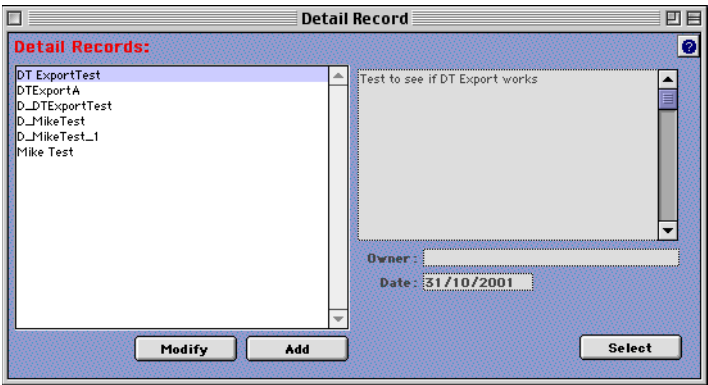 Detail Record
Detail Records:
?
DT ExportTest
DTExportA
D_DTExportTest
D_MikeTest
D_MikeTest_1
Mike Test
Test to see if DT Export works
Owner:
Date: 31/10/2001
Modify
Add
Select